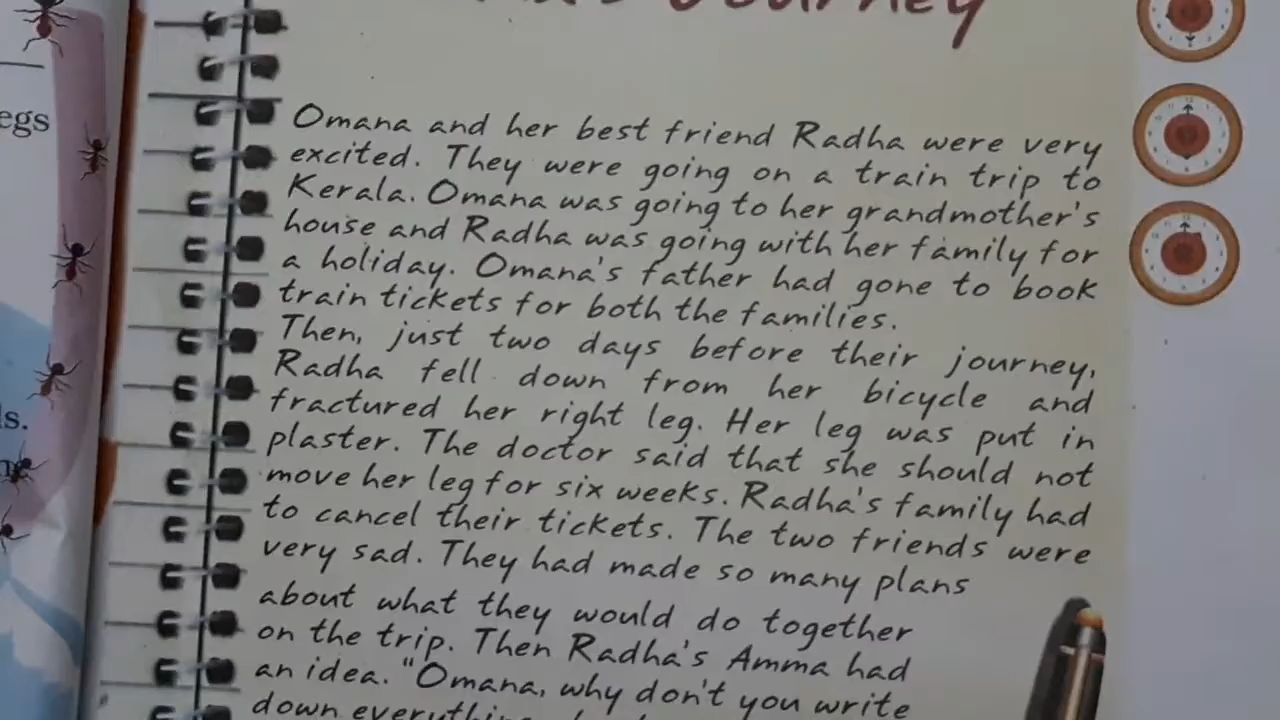 Journey
Omana and her best friend Radha were very
excited. They were going on a train trip to
Kerala. Omana was going to her grandmother's
house and Radha was going with her family for
a holiday. Omana's father had gone to book
train tickets for both the families.
Then, just two days before their journey,
Radha fell down from her bicycle and
fractured her right leg. Her leg was put in
plaster. The doctor said that she should not
move her leg for six weeks. Radha's family had
to cancel their tickets. The two friends were
very sad. They had made so many plans
about what they would do together
on the trip. Then Radha's Amma had
an idea. "Omana, why don't you write
down everything
egs
ls.